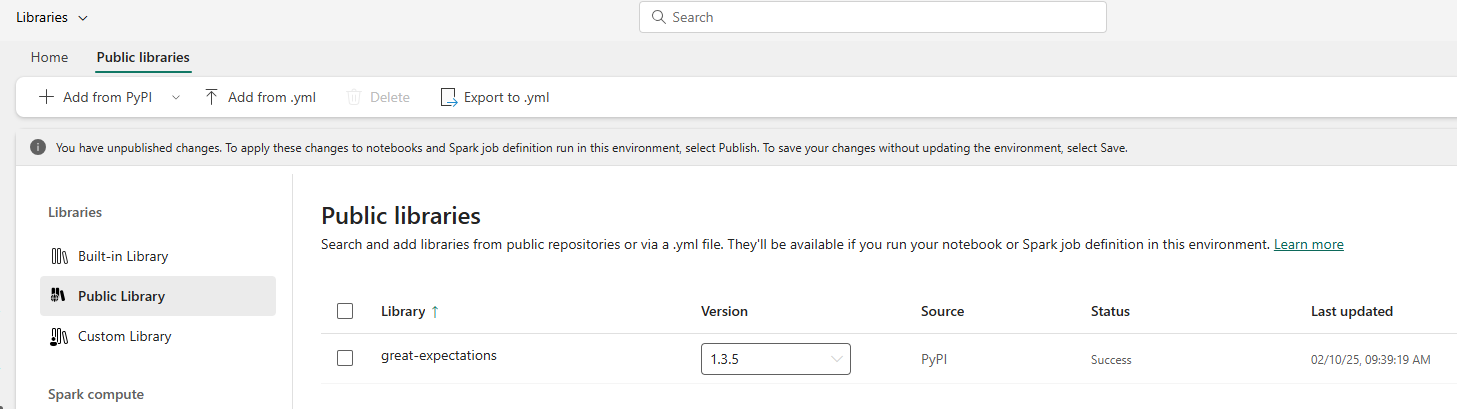 Libraries
Search
Home Public libraries
Add from PyPI Add from .yml Delete Export to .yml
You have unpublished changes. To apply these changes to notebooks and Spark job definition run in this environment, select Publish. To save your changes without updating the environment, select Save.
Libraries
Built-in Library
Public Library
Custom Library
Spark compute
Public libraries
Search and add libraries from public repositories or via a .yml file. They'll be available if you run your notebook or Spark job definition in this environment. Learn more
Library ↑ Version Source Status Last updated
great-expectations 1.3.5 PyPI Success 02/10/25, 09:39:19 AM